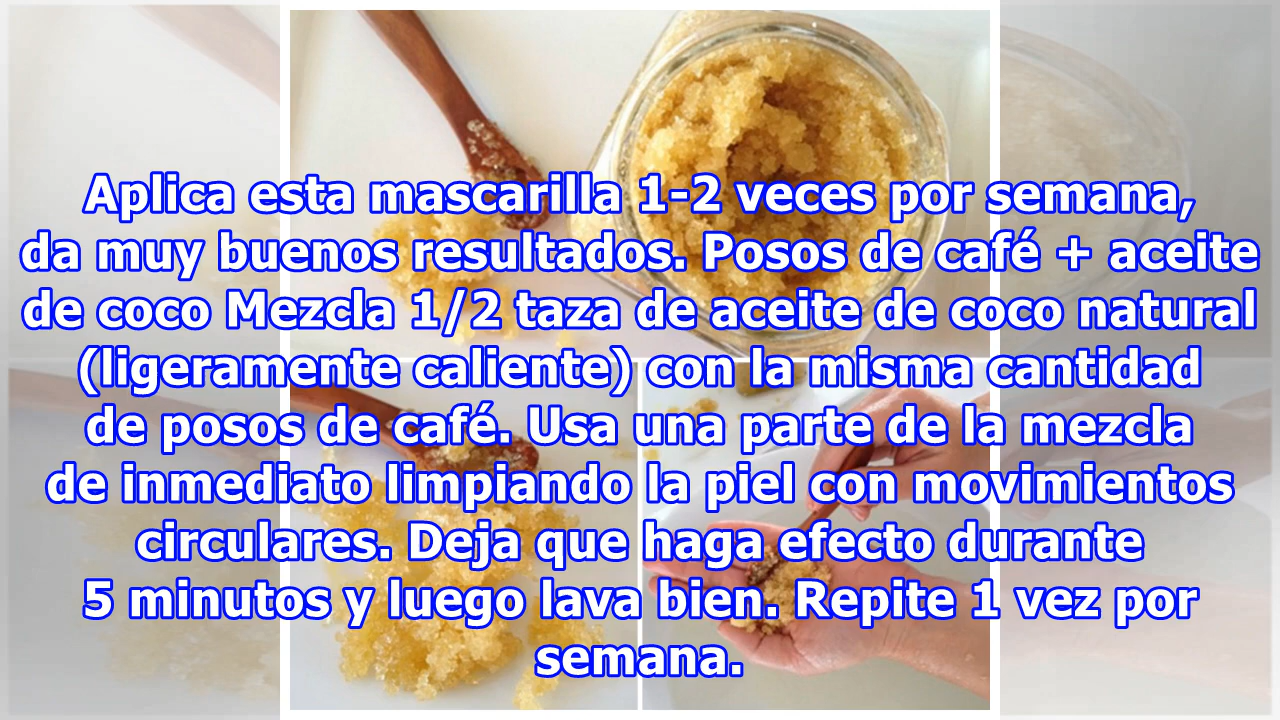 Aplica esta mascarilla 1-2 veces por semana,
da muy buenos resultados. Posos de café + aceite
de coco Mezcla 1/2 taza de aceite de coco natural
(ligeramente caliente) con la misma cantidad
de posos de café. Usa una parte de la mezcla
de inmediato limpiando la piel con movimientos
circulares. Deja que haga efecto durante
5 minutos y luego lava bien. Repite 1 vez por
semana.